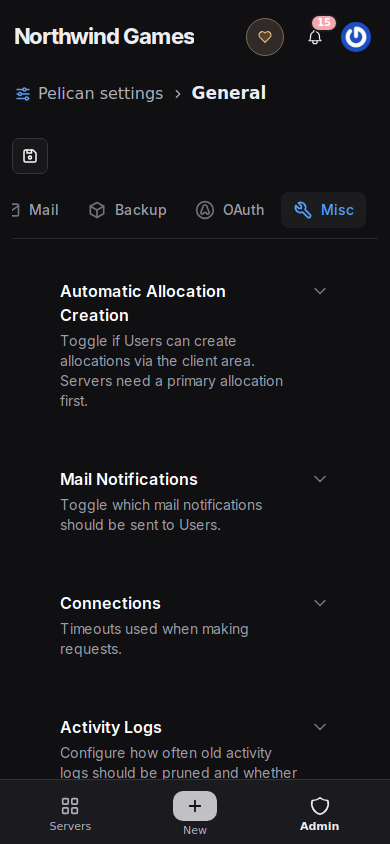 Northwind Games
15
Pelican settings > General
Mail Backup OAuth Misc
Automatic Allocation
Creation
Toggle if Users can create
allocations via the client area.
Servers need a primary allocation
first.
Mail Notifications
Toggle which mail notifications
should be sent to Users.
Connections
Timeouts used when making
requests.
Activity Logs
Configure how often old activity
logs should be pruned and whether
Servers New Admin